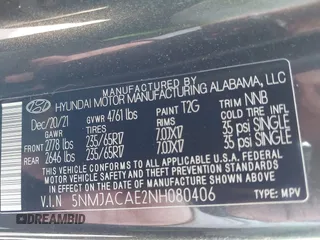 MANUFACTURED BY
HYUNDAI MOTOR MANUFACTURING ALABAMA, LLC
Dec/20/21 GVWR 4761 lbs PAINT T2G TRIM NNB
GAWR TIRES RIMS COLD TIRE INFL.PRES
FRONT 2778 lbs 235/65R17 7.0JX17 35 psi SINGLE
REAR 2646 lbs 235/65R17 7.0JX17 35 psi SINGLE
THIS VEHICLE CONFORMS TO ALL APPLICABLE U.S. FEDERAL MOTOR
VEHICLE SAFETY, BUMPER, AND THEFT PREVENTION STANDARDS IN
EFFECT ON THE DATE OF MANUFACTURE SHOWN ABOVE.
V.I.N 5NMJACAE2NH080406 TYPE: MPV
DREAMBID